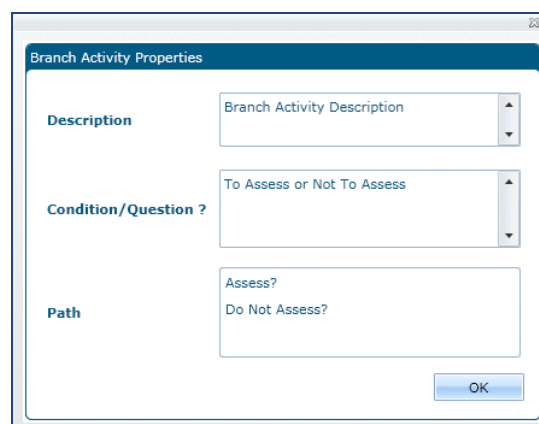 Branch Activity Properties
Description
Branch Activity Description
Condition/Question ?
To Assess or Not To Assess
Path
Assess?
Do Not Assess?
OK